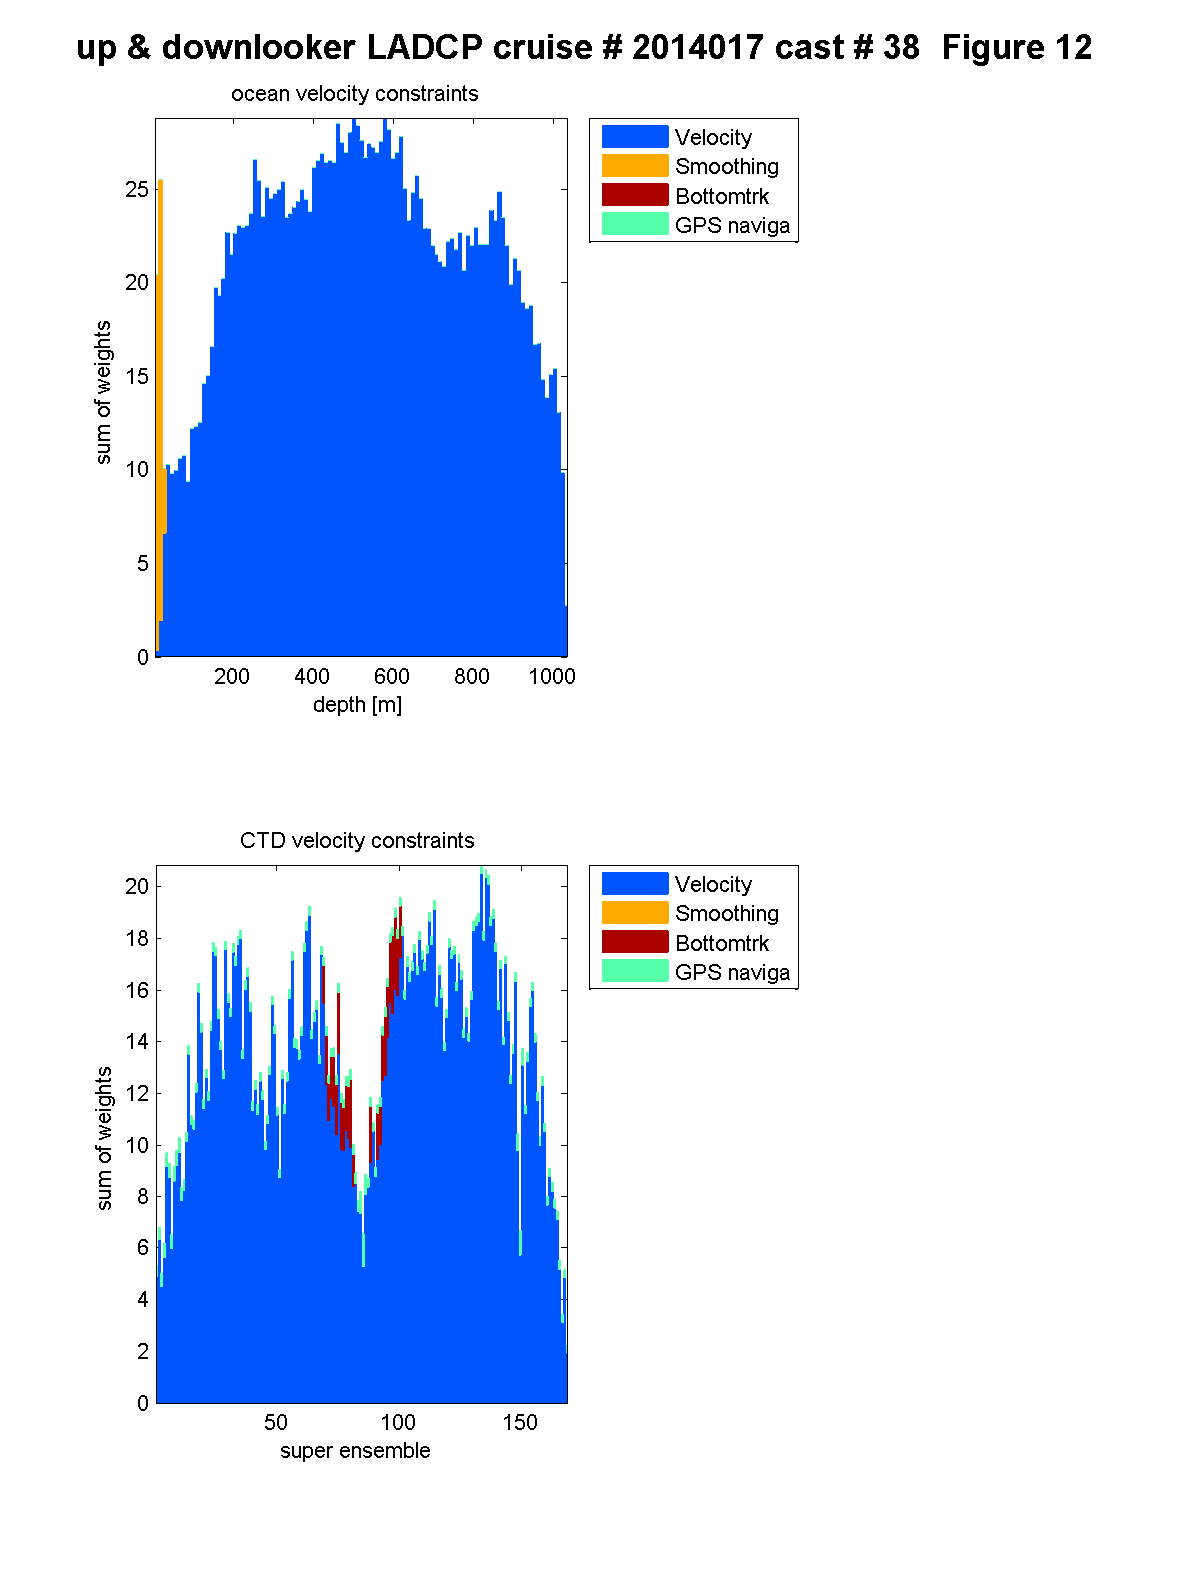 up & downlooker LADCP cruise # 2014017 cast # 38  Figure 12
ocean velocity constraints
Velocity
Smoothing
Bottomtrk
GPS naviga
25
20
15
10
5
0
sum of weights
200 400 600 800 1000
depth [m]
CTD velocity constraints
Velocity
Smoothing
Bottomtrk
GPS naviga
20
18
16
14
12
10
8
6
4
2
0
sum of weights
50 100 150
super ensemble